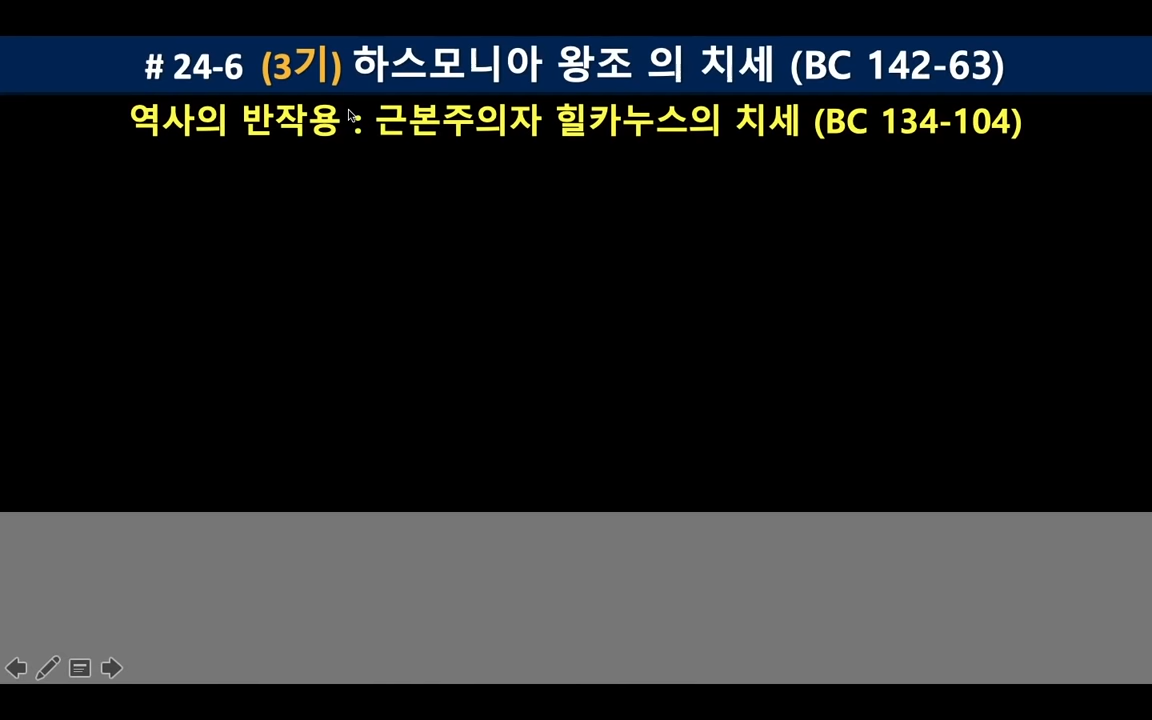 # 24-6 (3기) 하스모니아 왕조 의 치세 (BC 142-63)
역사의 반작용 : 근본주의자 힐카누스의 치세 (BC 134-104)